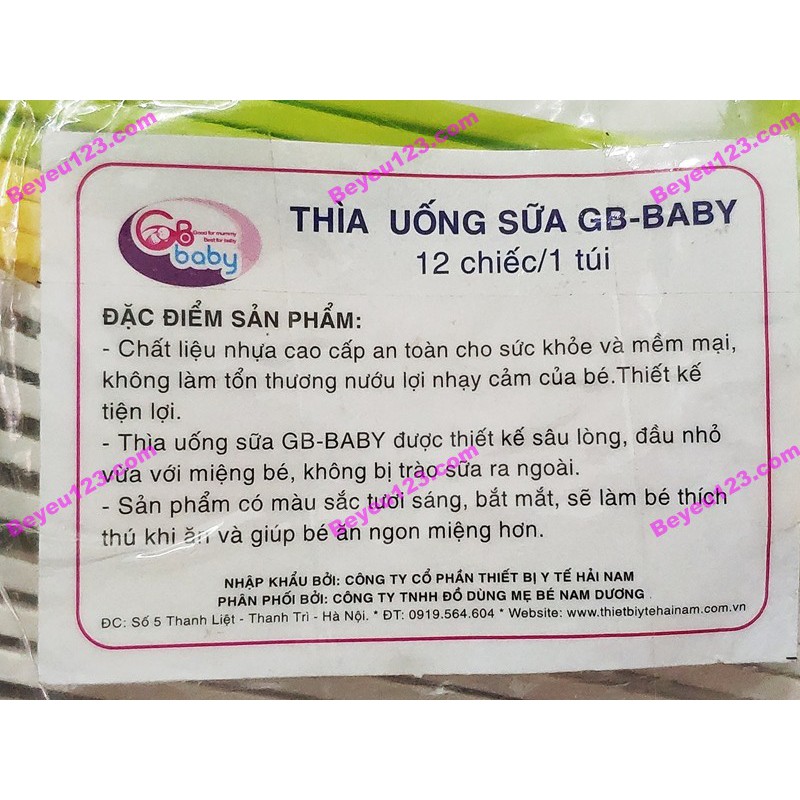 Beyeu123.com Beyeu123.com Beyeu123.com
THÌA UỐNG SỮA GB-BABY
GB
Good for mummy
Best for baby
baby
12 chiếc/1 túi
ĐẶC ĐIỂM SẢN PHẨM:
- Chất liệu nhựa cao cấp an toàn cho sức khỏe và mềm mại,
không làm tổn thương nướu lợi nhạy cảm của bé.Thiết kế
tiện lợi.
- Thìa uống sữa GB-BABY được thiết kế sâu lòng, đầu nhỏ
vừa với miệng bé, không bị trào sữa ra ngoài.
Beyeu123.com Beyeu123.com Beyeu123.com
- Sản phẩm có màu sắc tươi sáng, bắt mắt, sẽ làm bé thích
thú khi ăn và giúp bé ăn ngon miệng hơn.
NHẬP KHẨU BỞI: CÔNG TY CỔ PHẦN THIẾT BỊ Y TẾ HẢI NAM
PHÂN PHỐI BỞI: CÔNG TY TNHH ĐỒ DÙNG MẸ BÉ NAM DƯƠNG
ĐC: Số 5 Thanh Liệt - Thanh Trì - Hà Nội. * ĐT: 0919.564.604 * Website: www.thietbiytehainam.com.vn